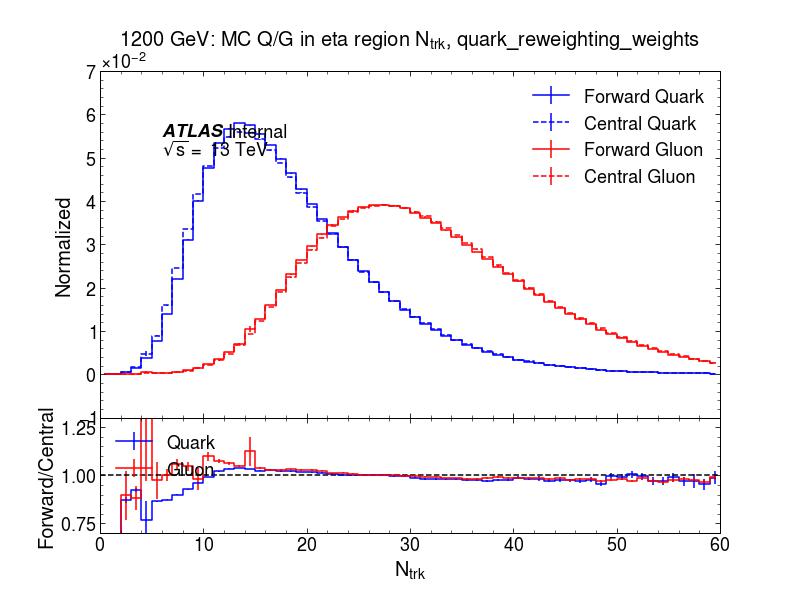 1200 GeV: MC Q/G in eta region N_trk, quark_reweighting_weights
×10⁻²
7
6
5
4
3
2
1
0
−1
Normalized
ATLAS Internal
√s = 13 TeV
Forward Quark
Central Quark
Forward Gluon
Central Gluon
Forward/Central
1.25
1.00
0.75
Quark
Gluon
0 10 20 30 40 50 60
N_trk